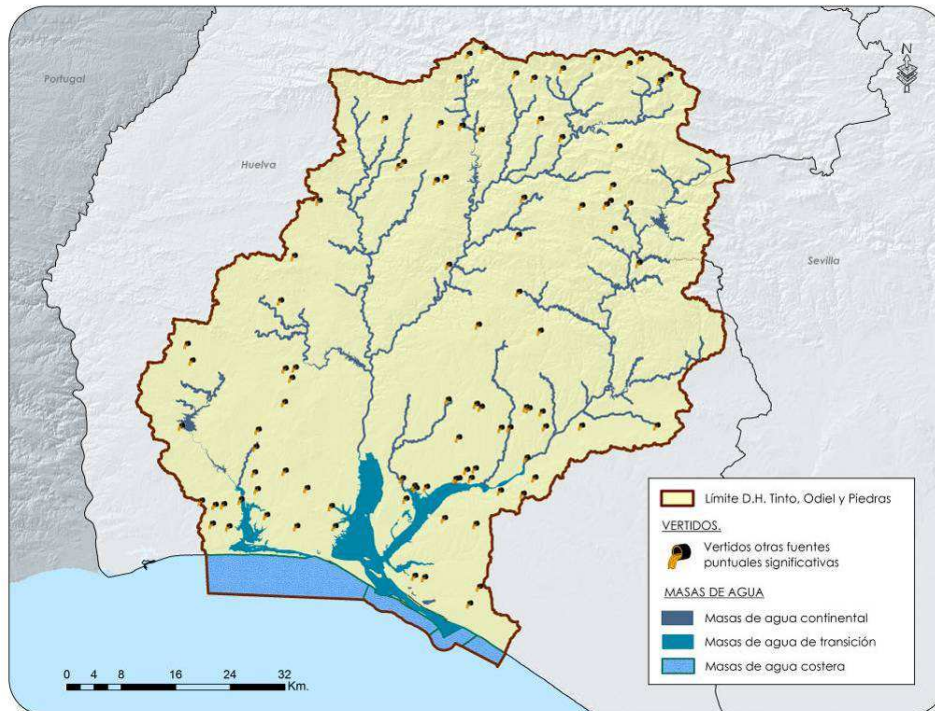 Portugal
N
Huelva
Sevilla
Límite D.H. Tinto, Odiel y Piedras
VERTIDOS.
Vertidos otras fuentes
puntuales significativas
MASAS DE AGUA
Masas de agua continental
Masas de agua de transición
Masas de agua costera
0 4 8 16 24 32
Km.